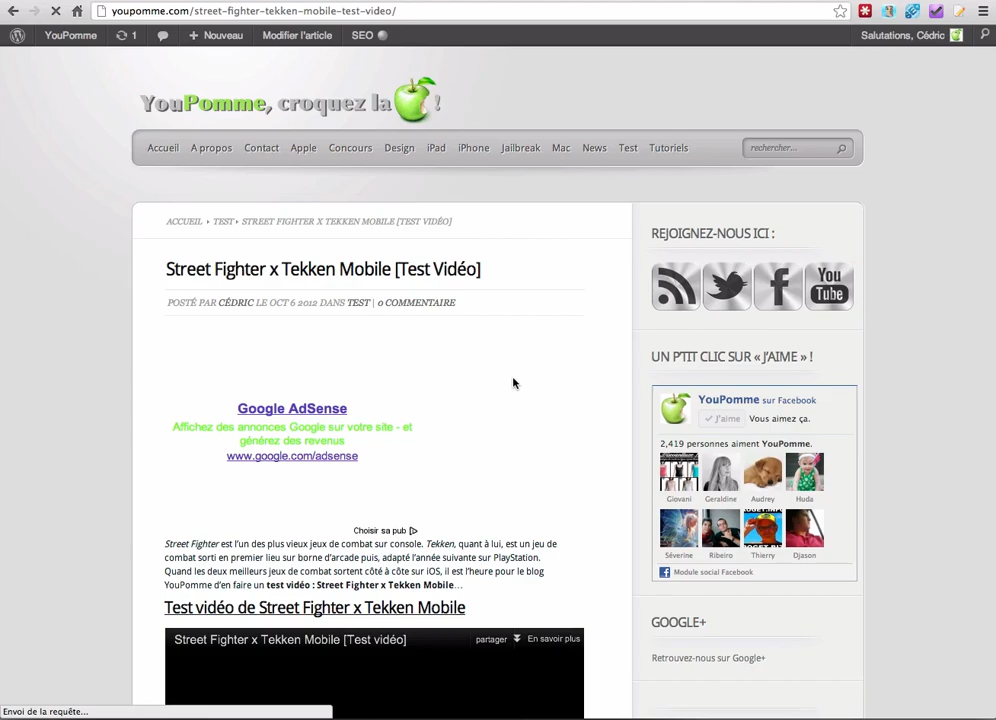 youpomme.com/street-fighter-tekken-mobile-test-video/
YouPomme 1 Nouveau Modifier l'article SEO Salutations, Cédric
YouPomme, croquez la !
Accueil A propos Contact Apple Concours Design iPad iPhone Jailbreak Mac News Test Tutoriels rechercher...
ACCUEIL TEST STREET FIGHTER X TEKKEN MOBILE [TEST VIDÉO]
Street Fighter x Tekken Mobile [Test Vidéo]
POSTÉ PAR CÉDRIC LE OCT 6 2012 DANS TEST | 0 COMMENTAIRE
Google AdSense
Affichez des annonces Google sur votre site - et
générez des revenus
www.google.com/adsense
Choisir sa pub
Street Fighter est l'un des plus vieux jeux de combat sur console. Tekken, quant à lui, est un jeu de
combat sorti en premier lieu sur borne d'arcade puis, adapté l'année suivante sur PlayStation.
Quand les deux meilleurs jeux de combat sortent côté à côte sur iOS, il est l'heure pour le blog
YouPomme d'en faire un test vidéo : Street Fighter x Tekken Mobile...
Test vidéo de Street Fighter x Tekken Mobile
Street Fighter x Tekken Mobile [Test vidéo] partager En savoir plus
REJOIGNEZ-NOUS ICI :
You
Tube
UN P'TIT CLIC SUR « J'AIME » !
YouPomme sur Facebook
J'aime Vous aimez ça.
2,419 personnes aiment YouPomme.
Giovani Geraldine Audrey Huda
Séverine Ribeiro Thierry Djason
Module social Facebook
GOOGLE+
Retrouvez-nous sur Google+
Envoi de la requête...